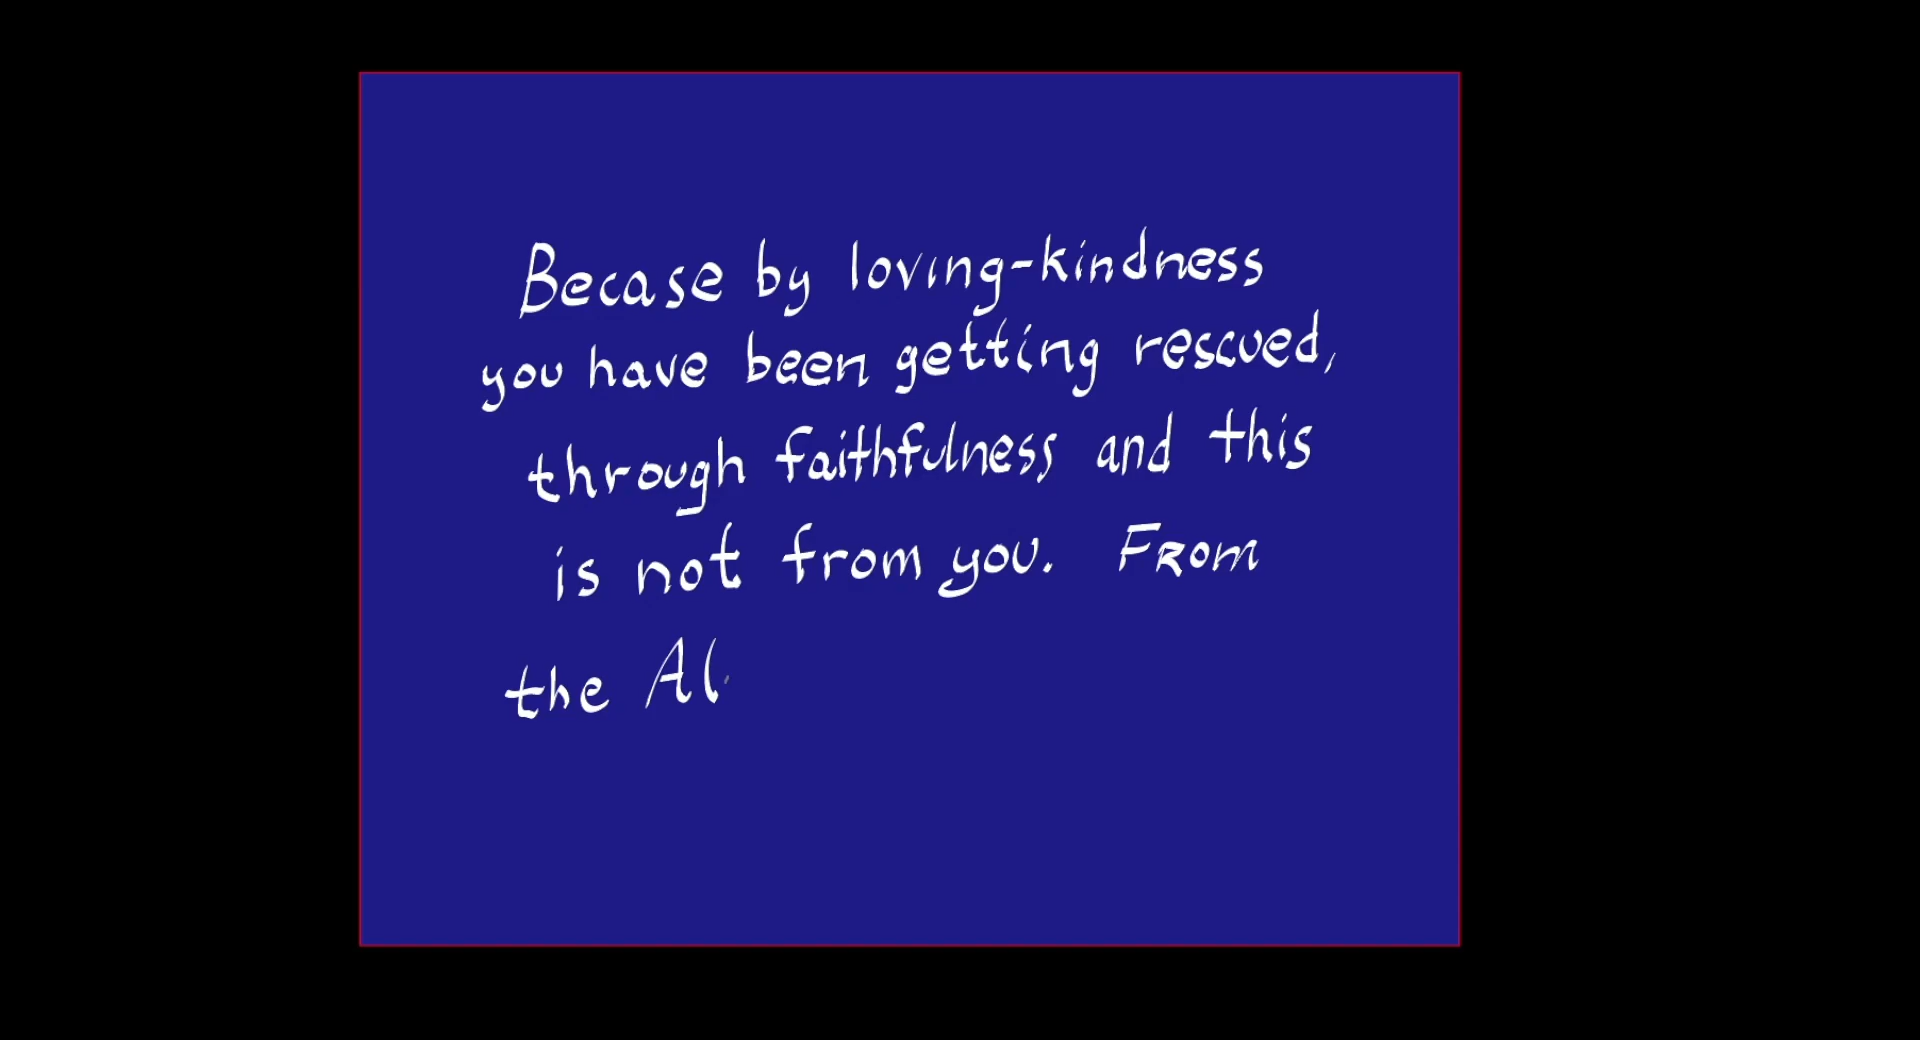 Becase by loving-kindness
you have been getting rescued,
through faithfulness and this
is not from you. From
the Al